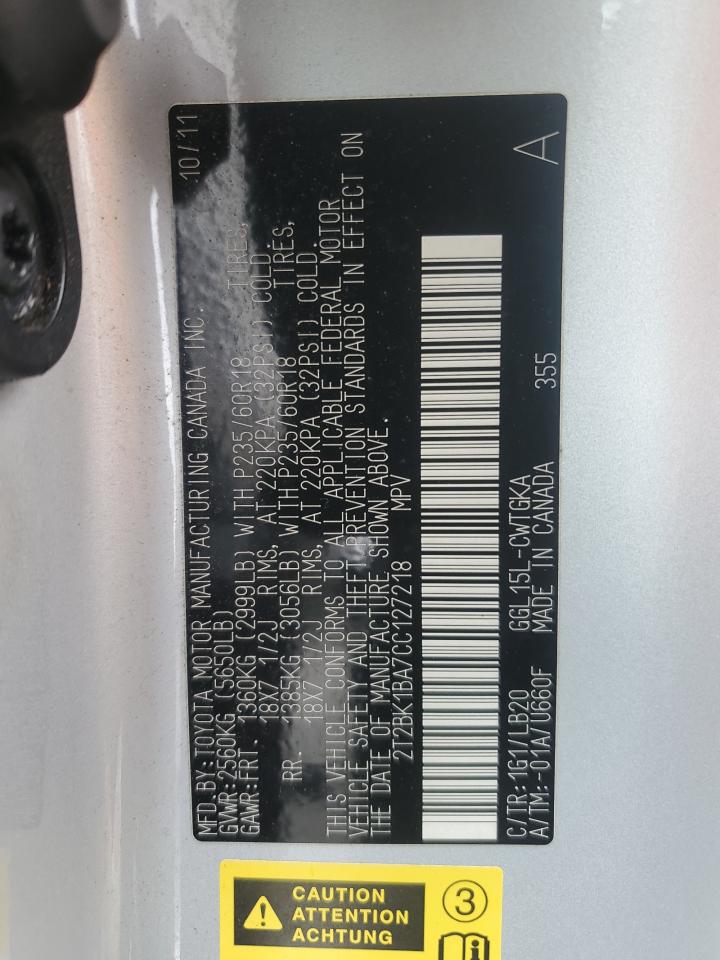 MFD.BY:TOYOTA MOTOR MANUFACTURING CANADA INC. 10/11
GVWR:2560KG (5650LB)
GAWR:FRT. 1360KG (2999LB) WITH P235/60R18 TIRES,
18X7 1/2J RIMS, AT 220KPA (32PSI) COLD.
RR. 1385KG (3056LB) WITH P235/60R18 TIRES,
18X7 1/2J RIMS, AT 220KPA (32PSI) COLD.
THIS VEHICLE CONFORMS TO ALL APPLICABLE FEDERAL MOTOR
VEHICLE SAFETY AND THEFT PREVENTION STANDARDS IN EFFECT ON
THE DATE OF MANUFACTURE SHOWN ABOVE.
2T2BK1BA7CC127218 MPV
C/TR:1G1/LB20 GGL15L-CWTGKA
A/TM:-01A/U660F MADE IN CANADA 355 A
CAUTION
ATTENTION
ACHTUNG
3